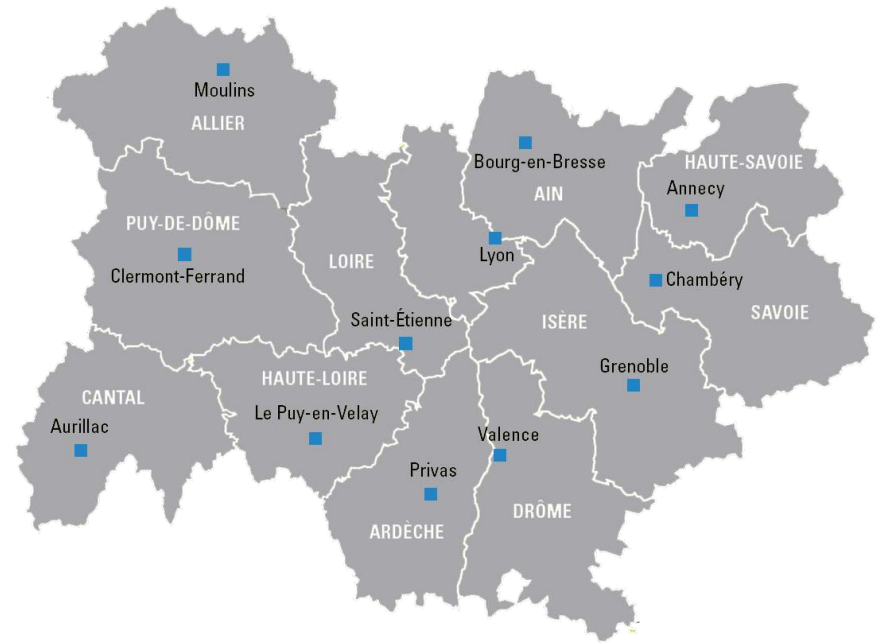 Moulins
ALLIER
Bourg-en-Bresse
AIN
HAUTE-SAVOIE
Annecy
PUY-DE-DÔME
Clermont-Ferrand
LOIRE
Lyon
Chambéry
SAVOIE
Saint-Étienne
ISÈRE
Grenoble
HAUTE-LOIRE
Le Puy-en-Velay
CANTAL
Aurillac
Valence
Privas
DRÔME
ARDÈCHE